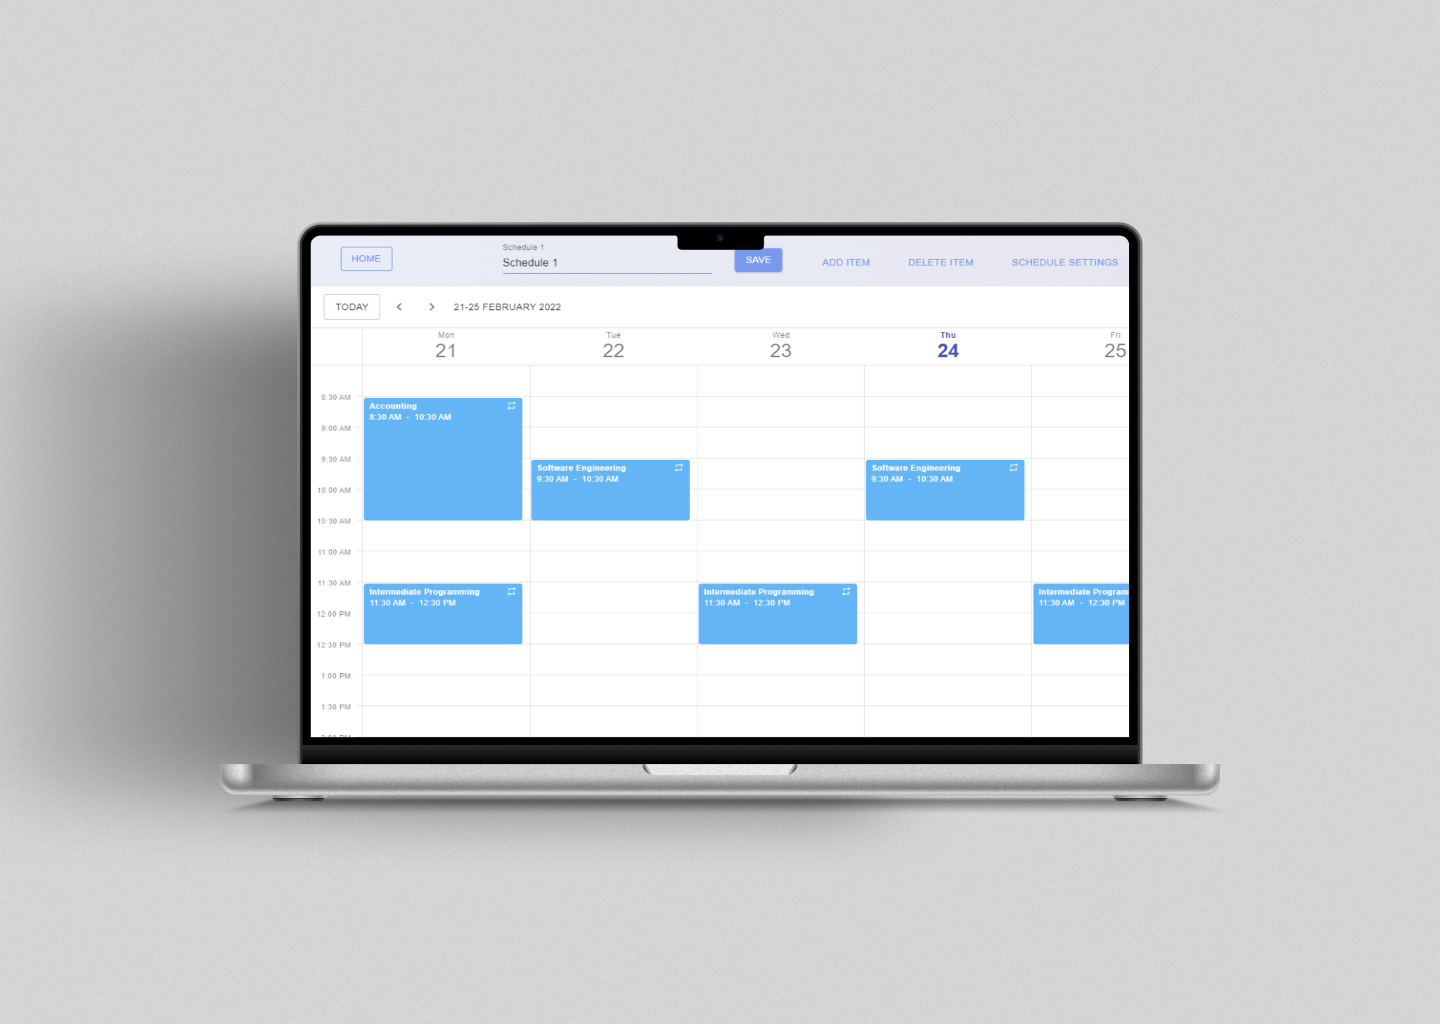 HOME
Schedule 1
Schedule 1
SAVE
ADD ITEM
DELETE ITEM
SCHEDULE SETTINGS
TODAY
21-25 FEBRUARY 2022
Mon
21
Tue
22
Wed
23
Thu
24
Fri
25
8:30 AM
Accounting
8:30 AM - 10:30 AM
9:00 AM
9:30 AM
Software Engineering
9:30 AM - 10:30 AM
Software Engineering
9:30 AM - 10:30 AM
10:00 AM
10:30 AM
11:00 AM
11:30 AM
Intermediate Programming
11:30 AM - 12:30 PM
Intermediate Programming
11:30 AM - 12:30 PM
Intermediate Program
11:30 AM - 12:30 PM
12:00 PM
12:30 PM
1:00 PM
1:30 PM